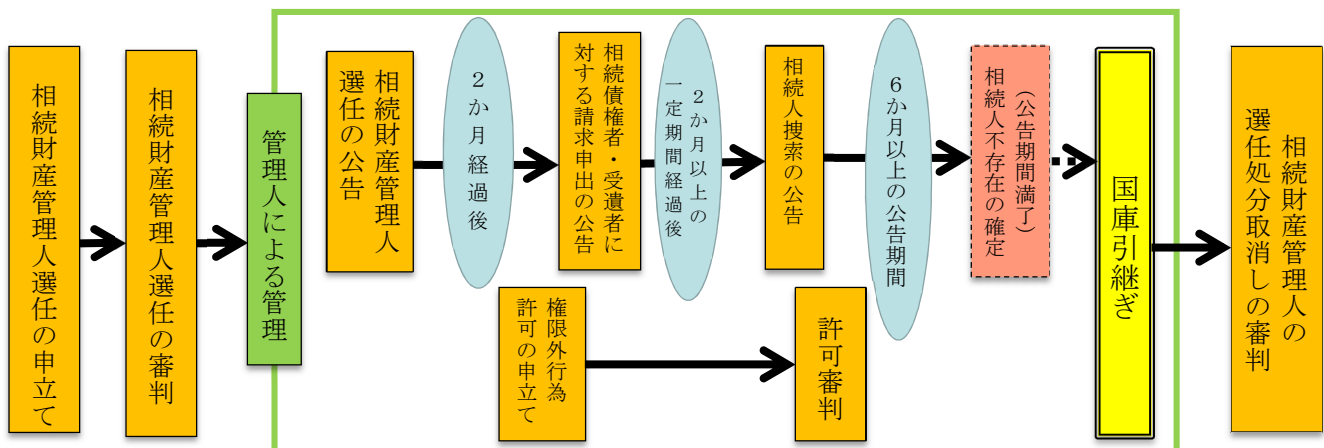 相続財産管理人選任の申立て
相続財産管理人選任の審判
管理人による管理
相続財産管理人
選任の公告
２か月経過後
相続債権者・受遺者に
対する請求申出の公告
２か月以上の
一定期間経過後
相続人捜索の公告
６か月以上の公告期間
（公告期間満了）
相続人不存在の確定
国庫引継ぎ
相続財産管理人の
選任処分取消しの審判
権限外行為
許可の申立て
許可審判